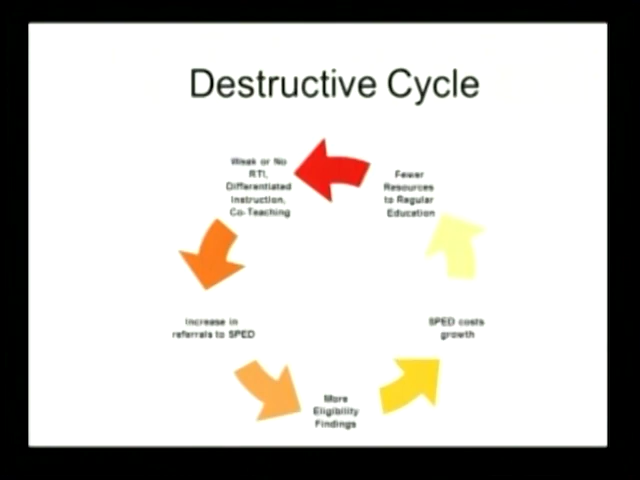 Destructive Cycle
Weak or No
RTI,
Differentiated
Instruction,
Co-Teaching
Fewer
Resources
to Regular
Education
Increase in
referrals to SPED
SPED costs
growth
More
Eligibility
Findings